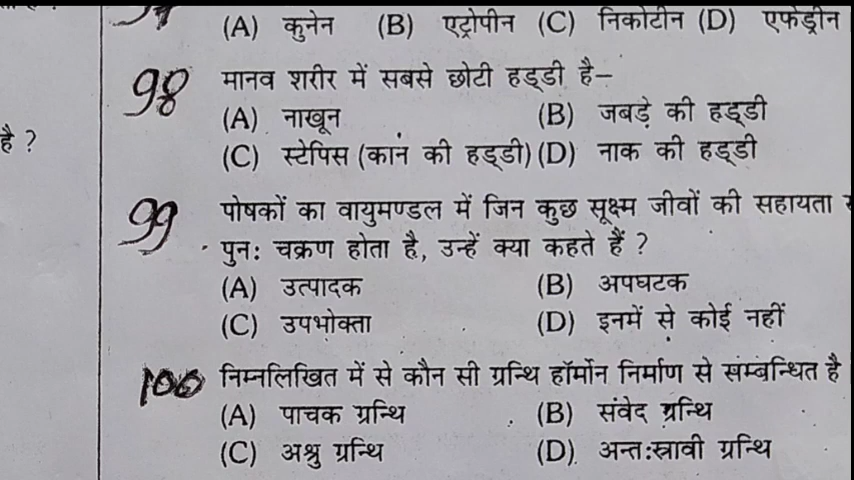 (A) कुनेन (B) एट्रोपीन (C) निकोटीन (D) एफेड्रीन
98 मानव शरीर में सबसे छोटी हड्डी है–
(A) नाखून (B) जबड़े की हड्डी
है ?
(C) स्टेपिस (कान की हड्डी) (D) नाक की हड्डी
99 पोषकों का वायुमण्डल में जिन कुछ सूक्ष्म जीवों की सहायता
पुनः चक्रण होता है, उन्हें क्या कहते हैं ?
(A) उत्पादक (B) अपघटक
(C) उपभोक्ता (D) इनमें से कोई नहीं
100 निम्नलिखित में से कौन सी ग्रन्थि हॉर्मोन निर्माण से सम्बन्धित है
(A) पाचक ग्रन्थि (B) संवेद ग्रन्थि
(C) अश्रु ग्रन्थि (D). अन्त:स्रावी ग्रन्थि